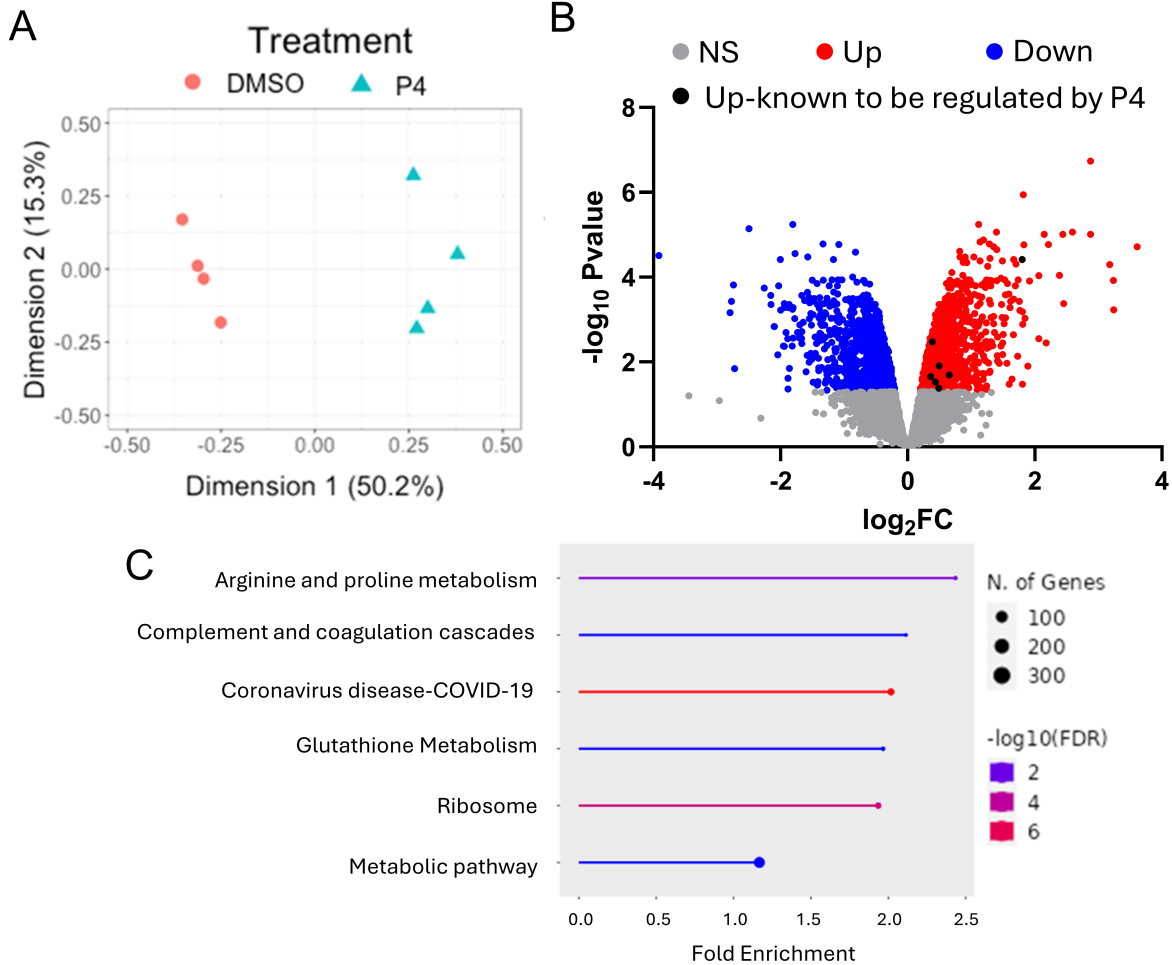 A
Treatment
DMSO P4
0.50
0.25
0.00
-0.25
-0.50
Dimension 2 (15.3%)
-0.50 -0.25 0.00 0.25 0.50
Dimension 1 (50.2%)
B
NS Up Down
Up-known to be regulated by P4
8
6
4
2
0
-log10 Pvalue
-4 -2 0 2 4
log2FC
C
Arginine and proline metabolism
Complement and coagulation cascades
Coronavirus disease-COVID-19
Glutathione Metabolism
Ribosome
Metabolic pathway
0.0 0.5 1.0 1.5 2.0 2.5
Fold Enrichment
N. of Genes
100
200
300
-log10(FDR)
2
4
6